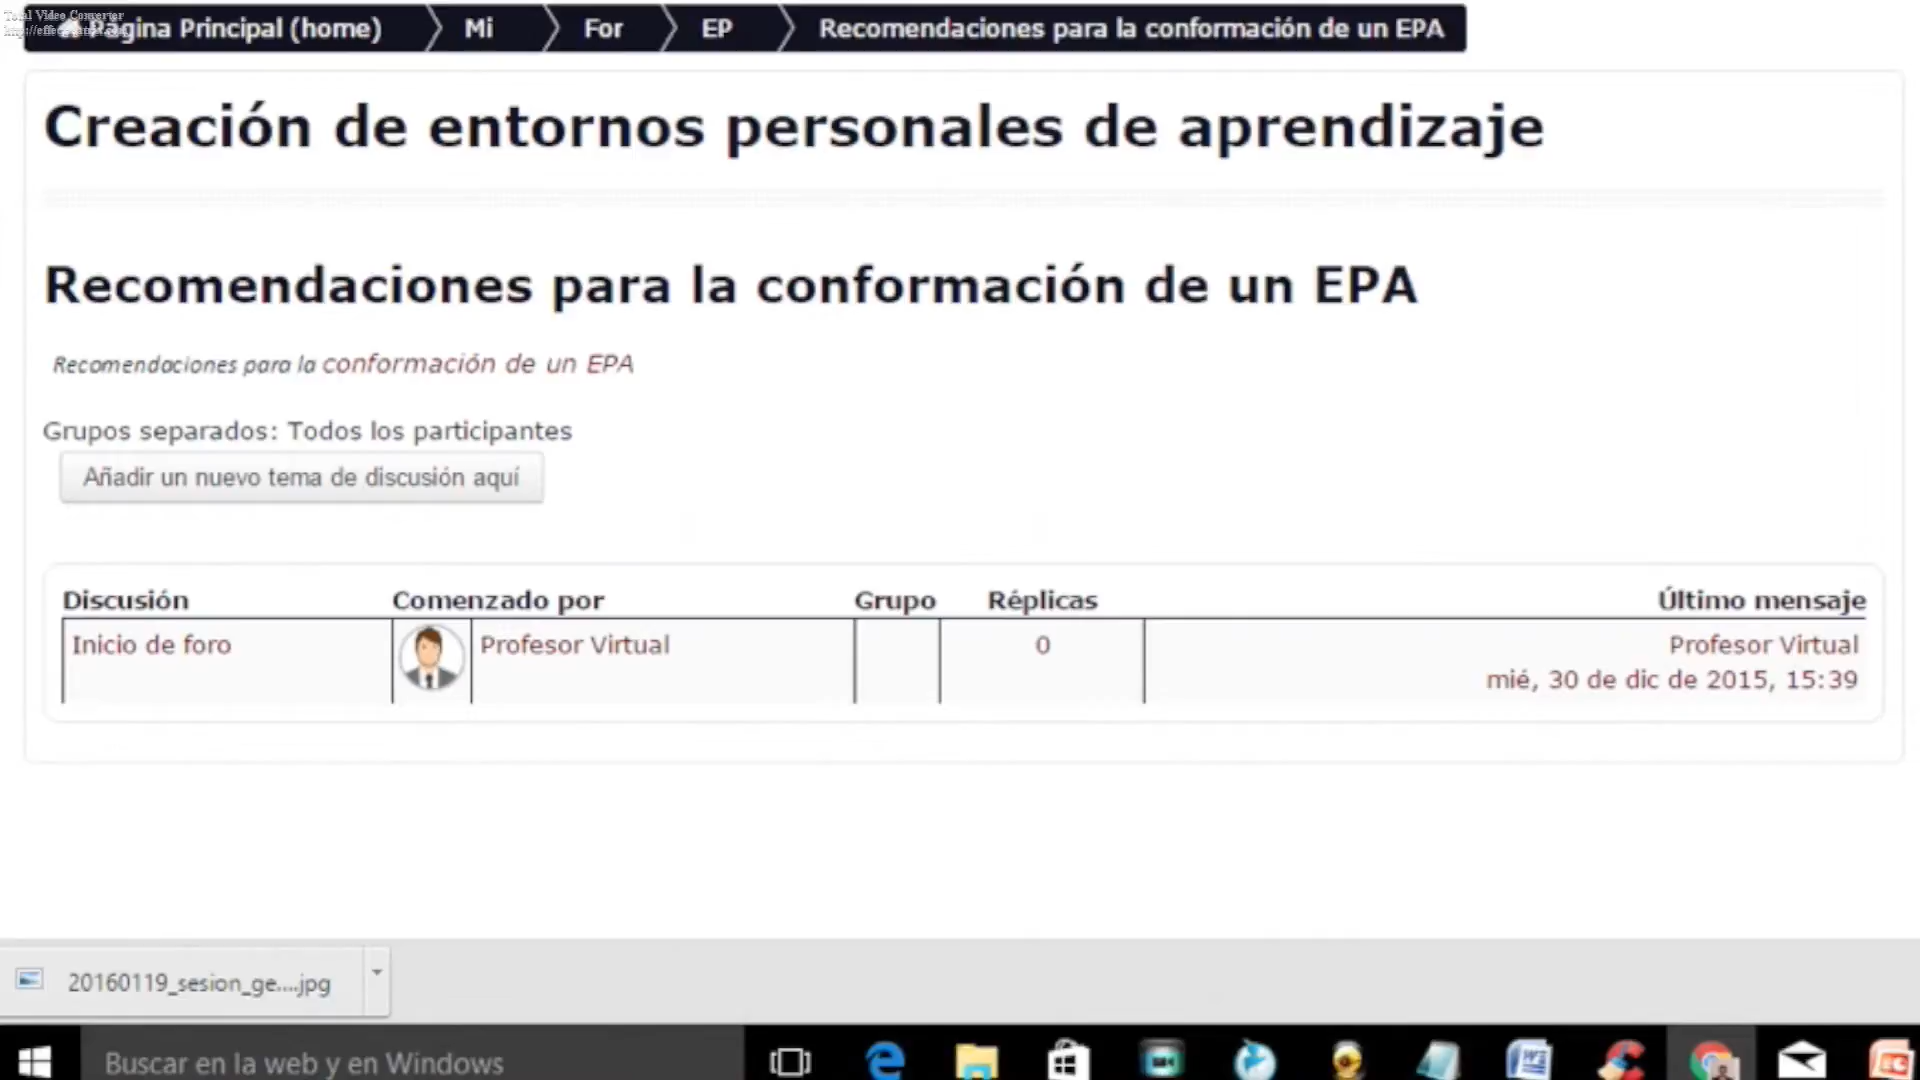 Total Video Converter
Página Principal (home) Mi For EP Recomendaciones para la conformación de un EPA
Creación de entornos personales de aprendizaje
Recomendaciones para la conformación de un EPA
Recomendaciones para la conformación de un EPA
Grupos separados: Todos los participantes
Añadir un nuevo tema de discusión aquí
Discusión Comenzado por Grupo Réplicas Último mensaje
Inicio de foro Profesor Virtual 0 Profesor Virtual
mié, 30 de dic de 2015, 15:39
20160119_sesion_ge....jpg
Buscar en la web y en Windows